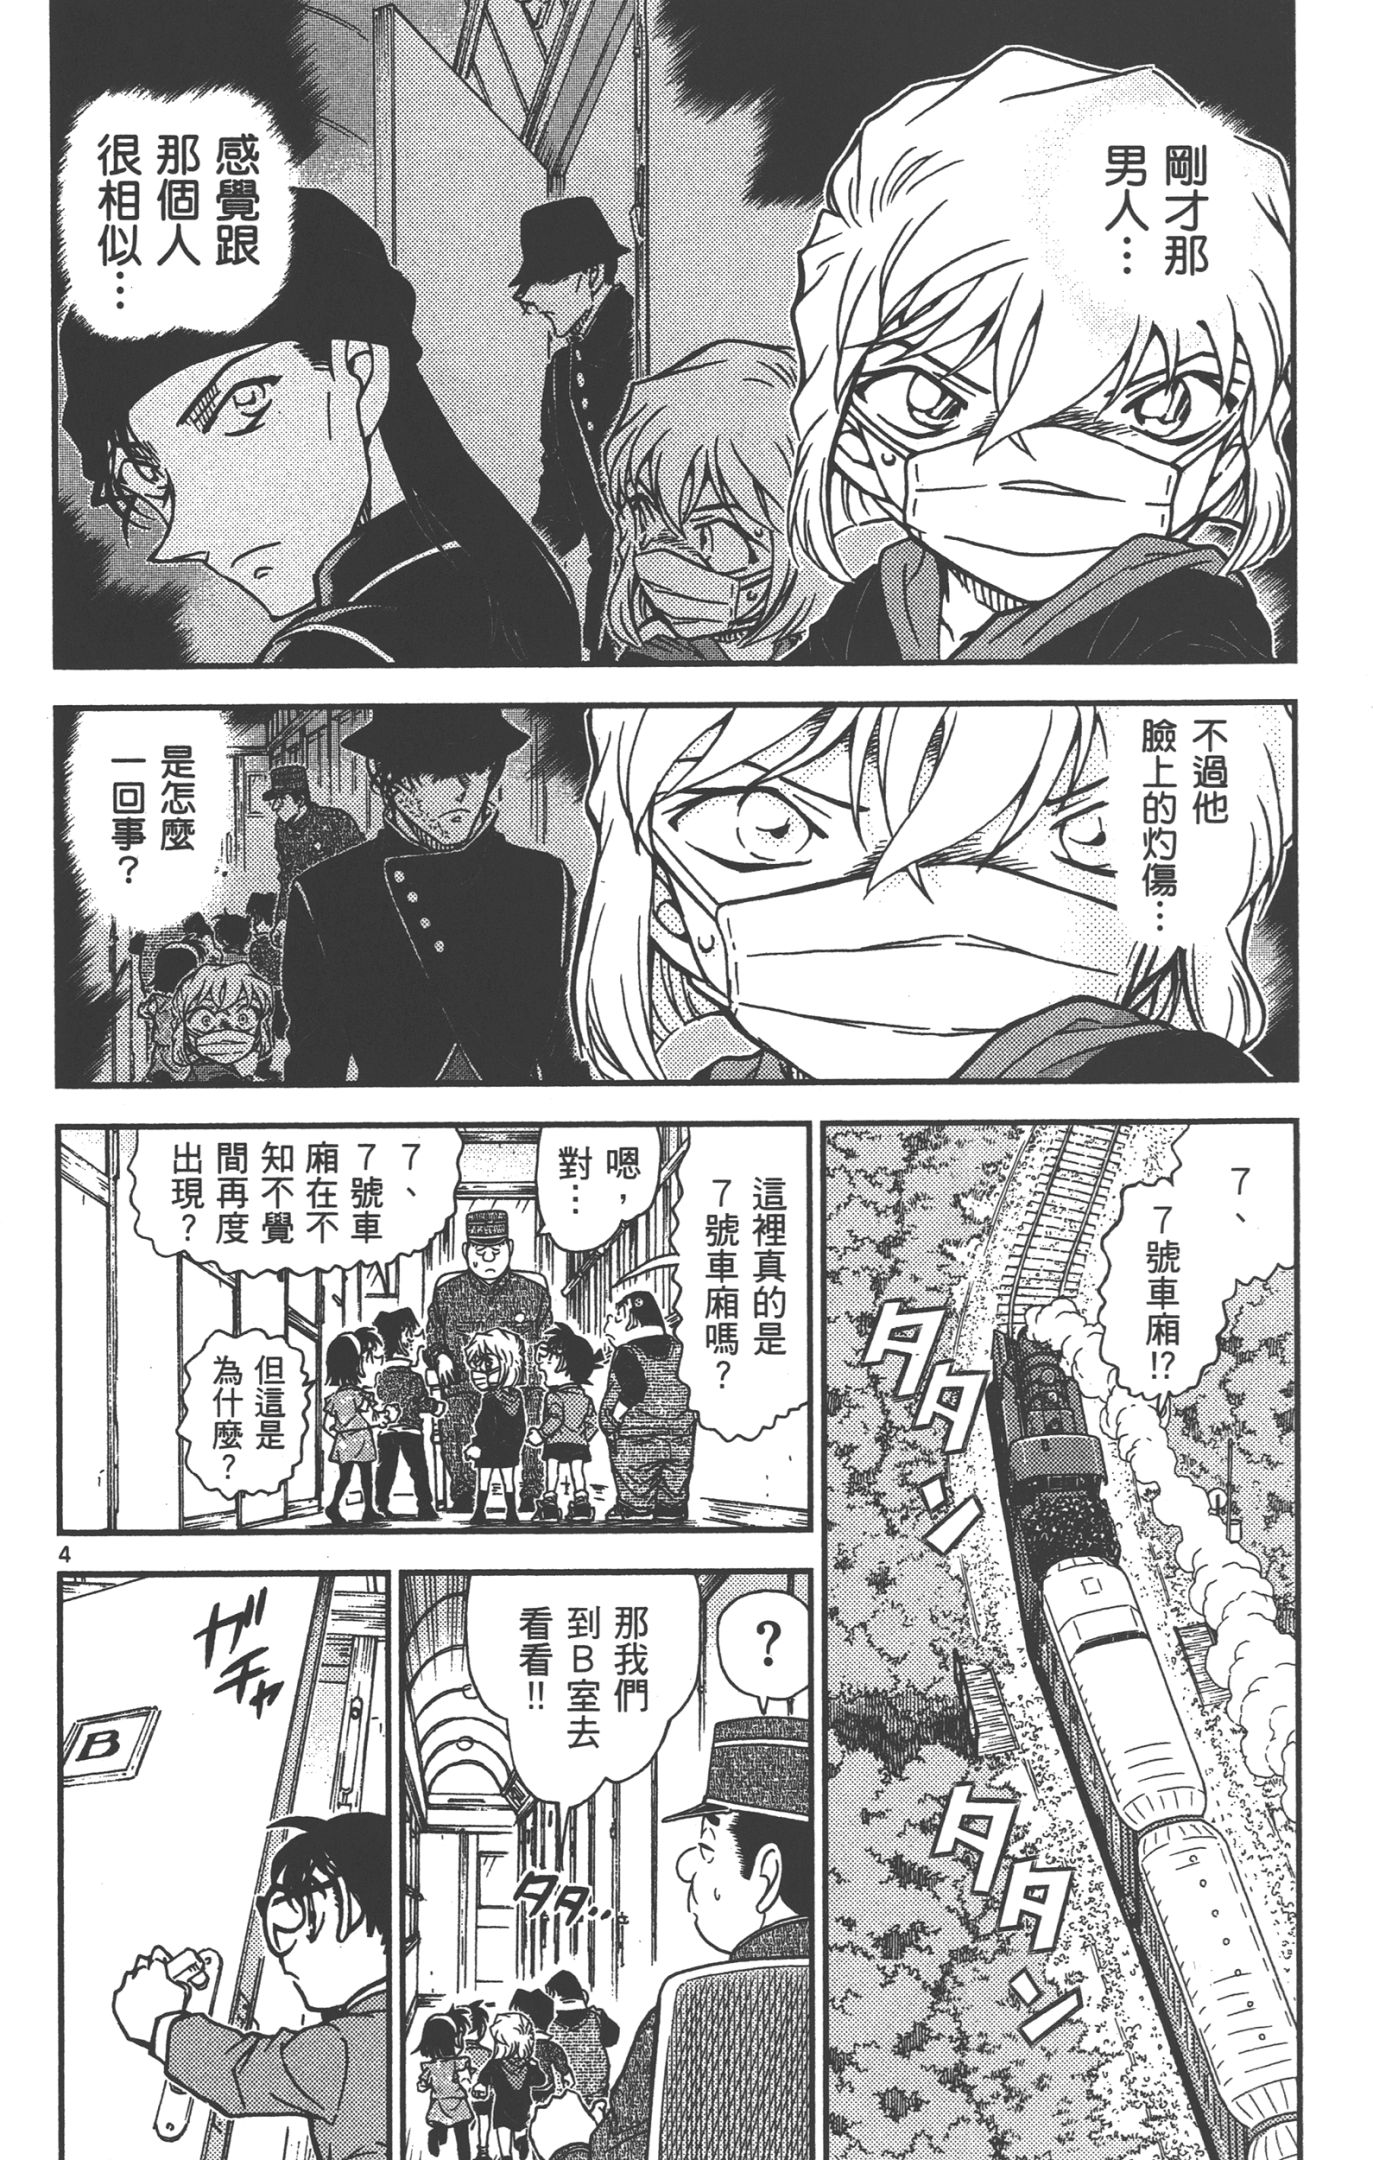 剛才那
男人⋯
感覺跟
那個人
很相似⋯
不過他
臉上的灼傷⋯
是怎麼
一回事？
7、
7號車廂!?
タタン
タタン
這裡真的是
7號車廂嗎？
嗯，
對⋯
7、
7號車
廂在不
知不覺
間再度
出現？
但這是
為什麼？
？
那我們
到B室去
看看!!
タタ..
ガチャ
B
4